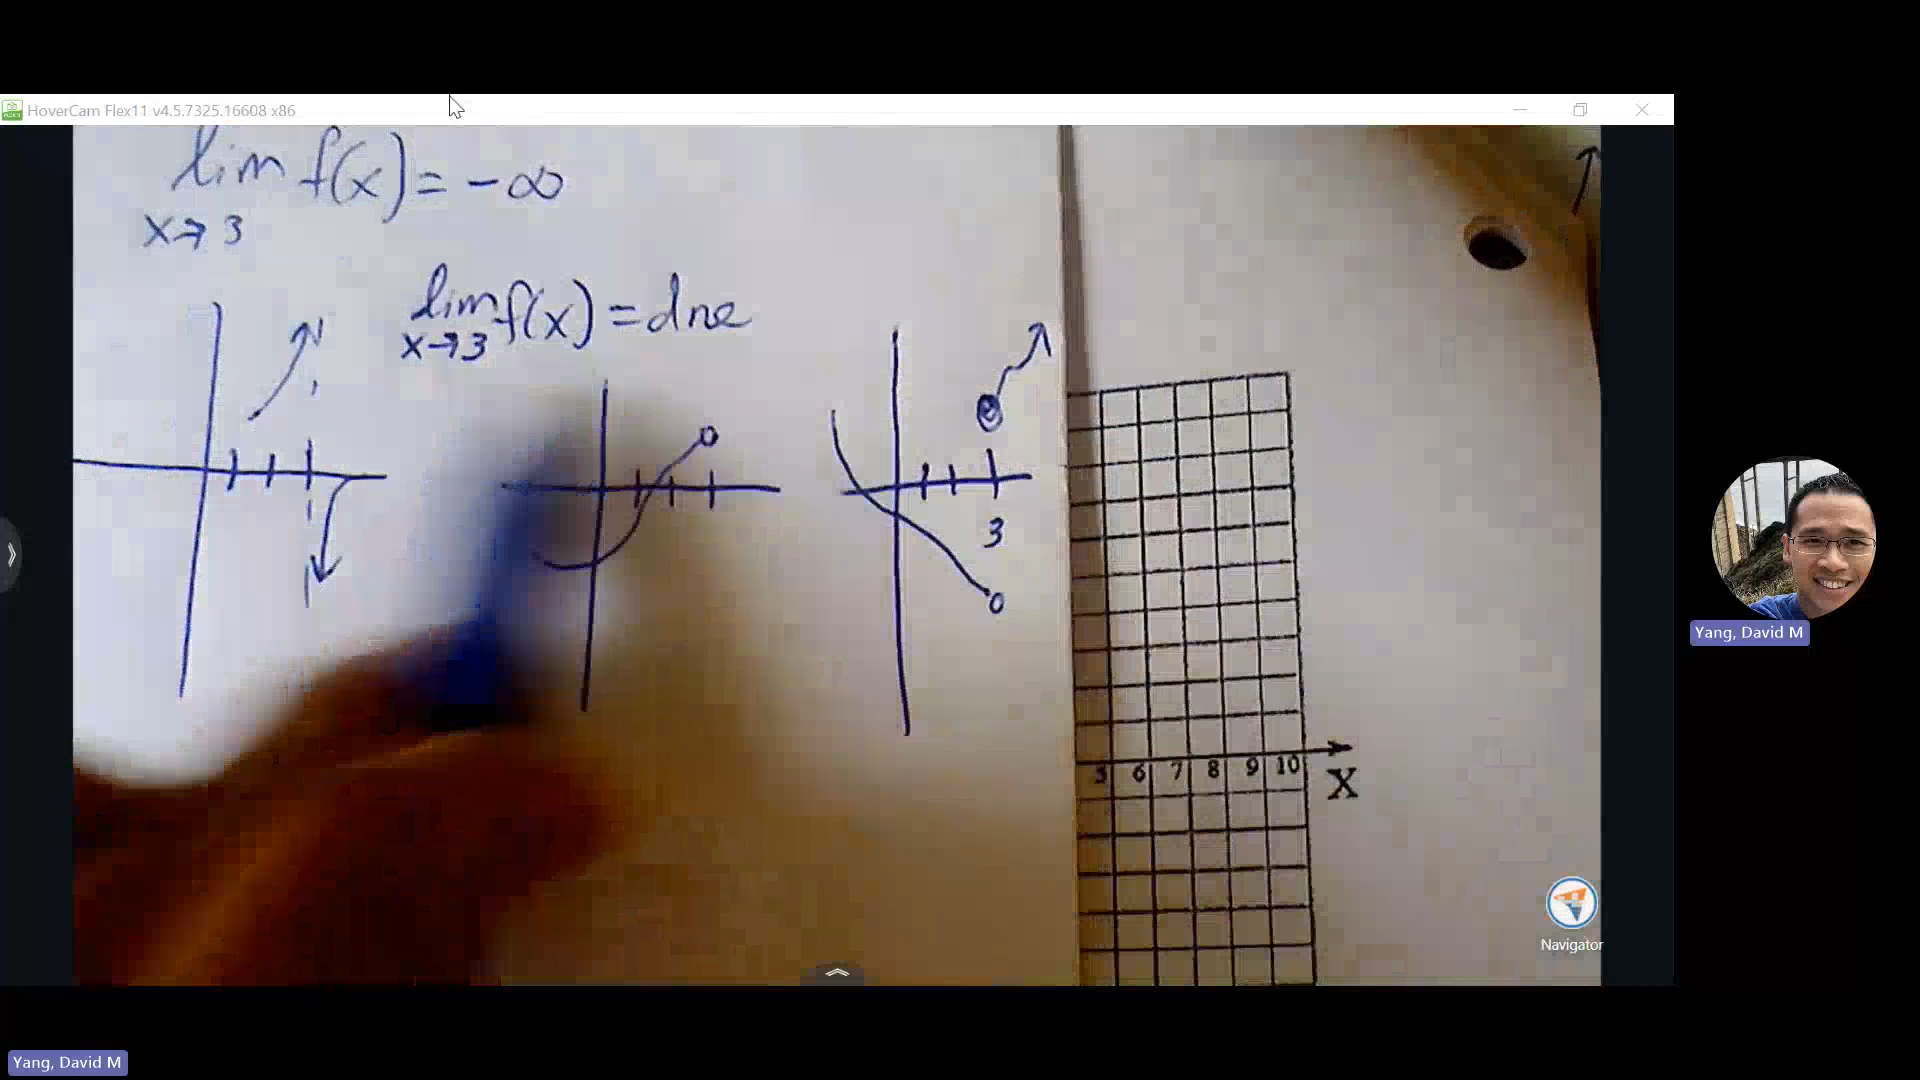 HoverCam Flex11 v4.5.7325.16608 x86
lim f(x) = -∞
x→3
lim f(x) = dne
x→3
3
6 7 8 9 10
X
Navigator
Yang, David M
Yang, David M